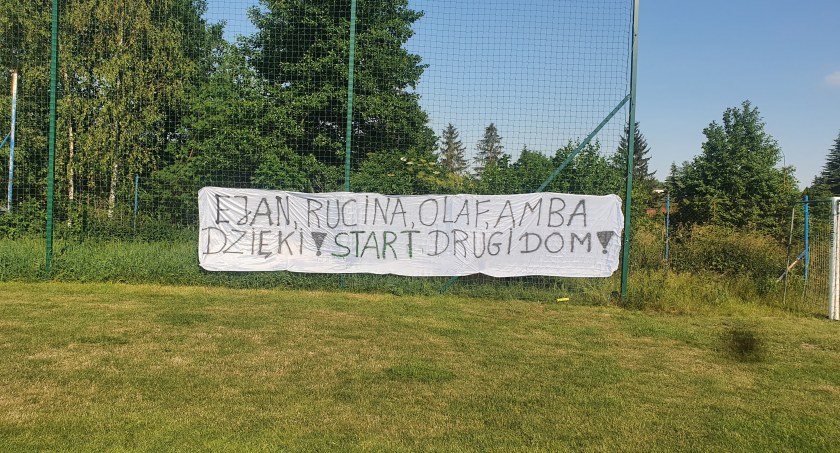 EJAN, RUCINA, OLAF, AMBA
DZIĘKI! START DRUGI DOM!